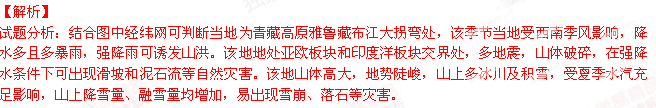 【解析】
试题分析：结合图中经纬网可判断当地为青藏高原雅鲁藏布江大拐弯处，该季节当地受西南季风影响，降
水多且多暴雨，强降雨可诱发山洪。该地地处亚欧板块和印度洋板块交界处，多地震，山体破碎，在强降
水条件下可出现滑坡和泥石流等自然灾害。该地山体高大，地势陡峻，山上多冰川及积雪，受夏季水汽充
足影响，山上降雪量、融雪量均增加，易出现雪崩、落石等灾害。